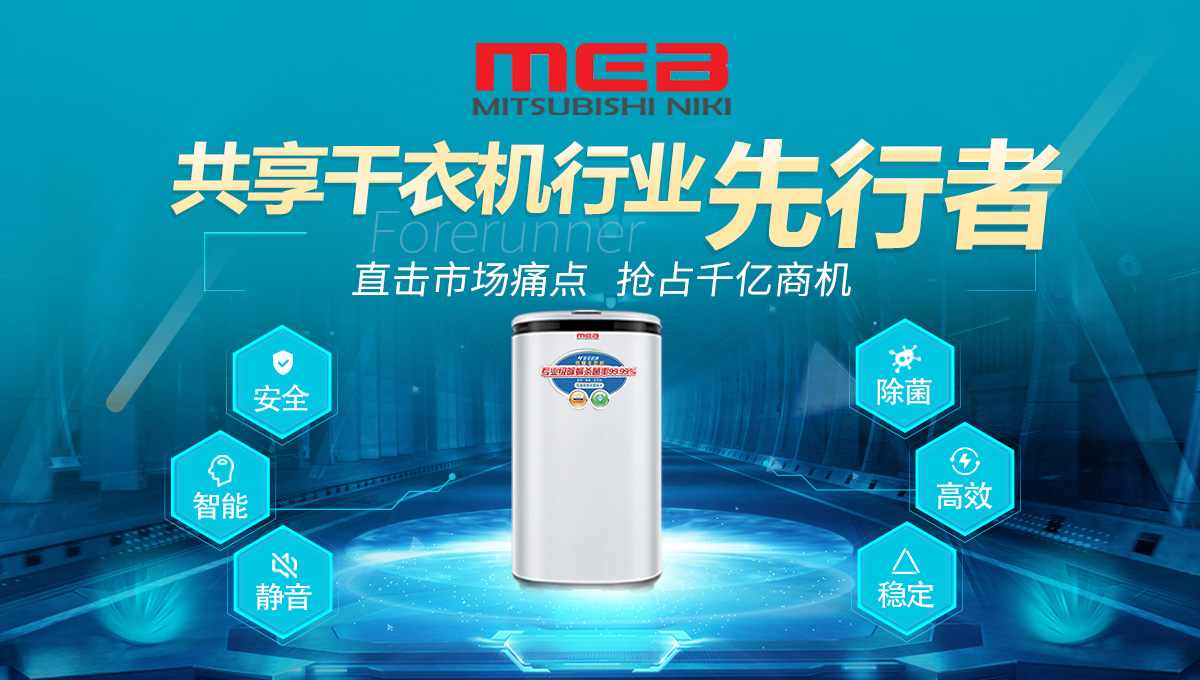 MEB
MITSUBISHI NIKI
共享干衣机行业先行者
Forerunner
直击市场痛点 抢占千亿商机
MEB
专业级除螨杀菌率99.99%
安全
除菌
智能
高效
静音
稳定